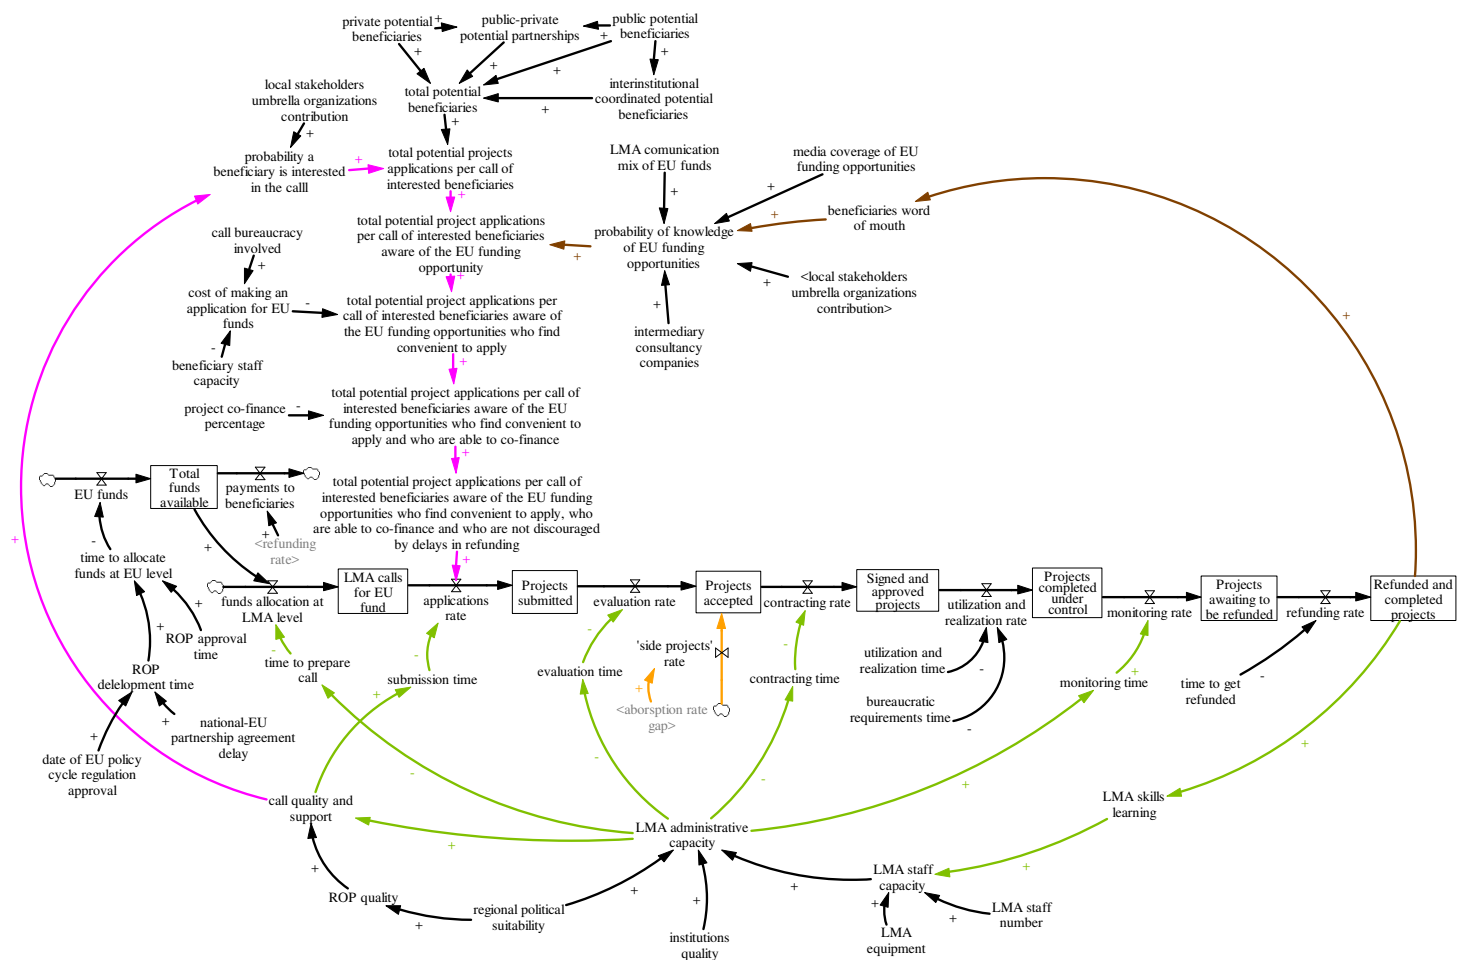 private potential
beneficiaries
+
public-private
potential partnerships
public potential
beneficiaries
+
+
+
+
+
total potential
beneficiaries
interinstitutional
coordinated potential
beneficiaries
+
+
local stakeholders
umbrella organizations
contribution
+
probability a
beneficiary is interested
in the calll
+
total potential projects
applications per call of
interested beneficiaries
+
LMA comunication
mix of EU funds
+
media coverage of EU
funding opportunities
+
beneficiaries word
of mouth
+
total potential project applications
per call of interested beneficiaries
aware of the EU funding
opportunity
+
+
probability of knowledge
of EU funding
opportunities
<local stakeholders
umbrella organizations
contribution>
+
intermediary
consultancy
companies
+
+
call bureaucracy
involved
+
cost of making an
application for EU
funds
-
-
beneficiary staff
capacity
total potential project applications per
call of interested beneficiaries aware of
the EU funding opportunities who find
convenient to apply
+
project co-finance
percentage
-
total potential project applications per call of
interested beneficiaries aware of the EU
funding opportunities who find convenient to
apply and who are able to co-finance
+
total potential project applications per call of
interested beneficiaries aware of the EU funding
opportunities who find convenient to apply, who
are able to co-finance and who are not discouraged
by delays in refunding
+
EU funds
Total
funds
available
payments to
beneficiaries
+
<refunding
rate>
+
-
+
time to allocate
funds at EU level
funds allocation at
LMA level
LMA calls
for EU
fund
applications
rate
Projects
submitted
evaluation rate
Projects
accepted
contracting rate
Signed and
approved
projects
utilization and
realization rate
Projects
completed
under
control
monitoring rate
Projects
awaiting to
be refunded
refunding rate
Refunded and
completed
projects
+
ROP approval
time
+
ROP
delelopment time
+
national-EU
partnership agreement
delay
+
date of EU policy
cycle regulation
approval
-
time to prepare
call
-
submission time
+
-
evaluation time
'side projects'
rate
+
<aborsption rate
gap>
-
contracting time
utilization and
realization time
-
-
bureaucratic
requirements time
-
+
monitoring time
time to get
refunded
-
+
-
-
-
+
call quality and
support
+
LMA administrative
capacity
LMA skills
learning
+
+
ROP quality
+
regional political
suitability
+
+
institutions
quality
+
LMA staff
capacity
+
+
LMA
equipment
LMA staff
number